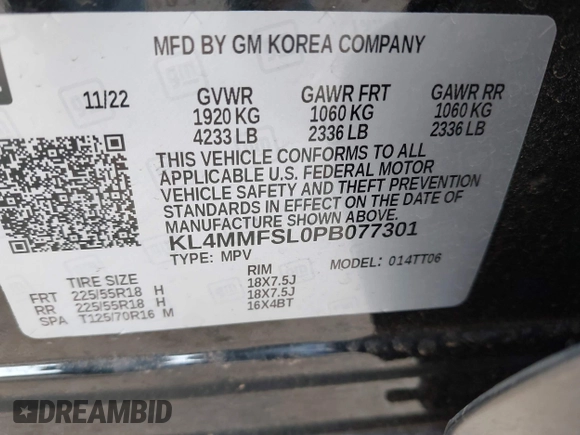 MFD BY GM KOREA COMPANY
11/22 GVWR GAWR FRT GAWR RR
1920 KG 1060 KG 1060 KG
4233 LB 2336 LB 2336 LB
THIS VEHICLE CONFORMS TO ALL
APPLICABLE U.S. FEDERAL MOTOR
VEHICLE SAFETY AND THEFT PREVENTION
STANDARDS IN EFFECT ON THE DATE OF
MANUFACTURE SHOWN ABOVE.
KL4MMFSL0PB077301
TYPE: MPV MODEL: 014TT06
TIRE SIZE RIM
FRT 225/55R18 H 18X7.5J
RR 225/55R18 H 18X7.5J
SPA T125/70R16 M 16X4BT
DREAMBID